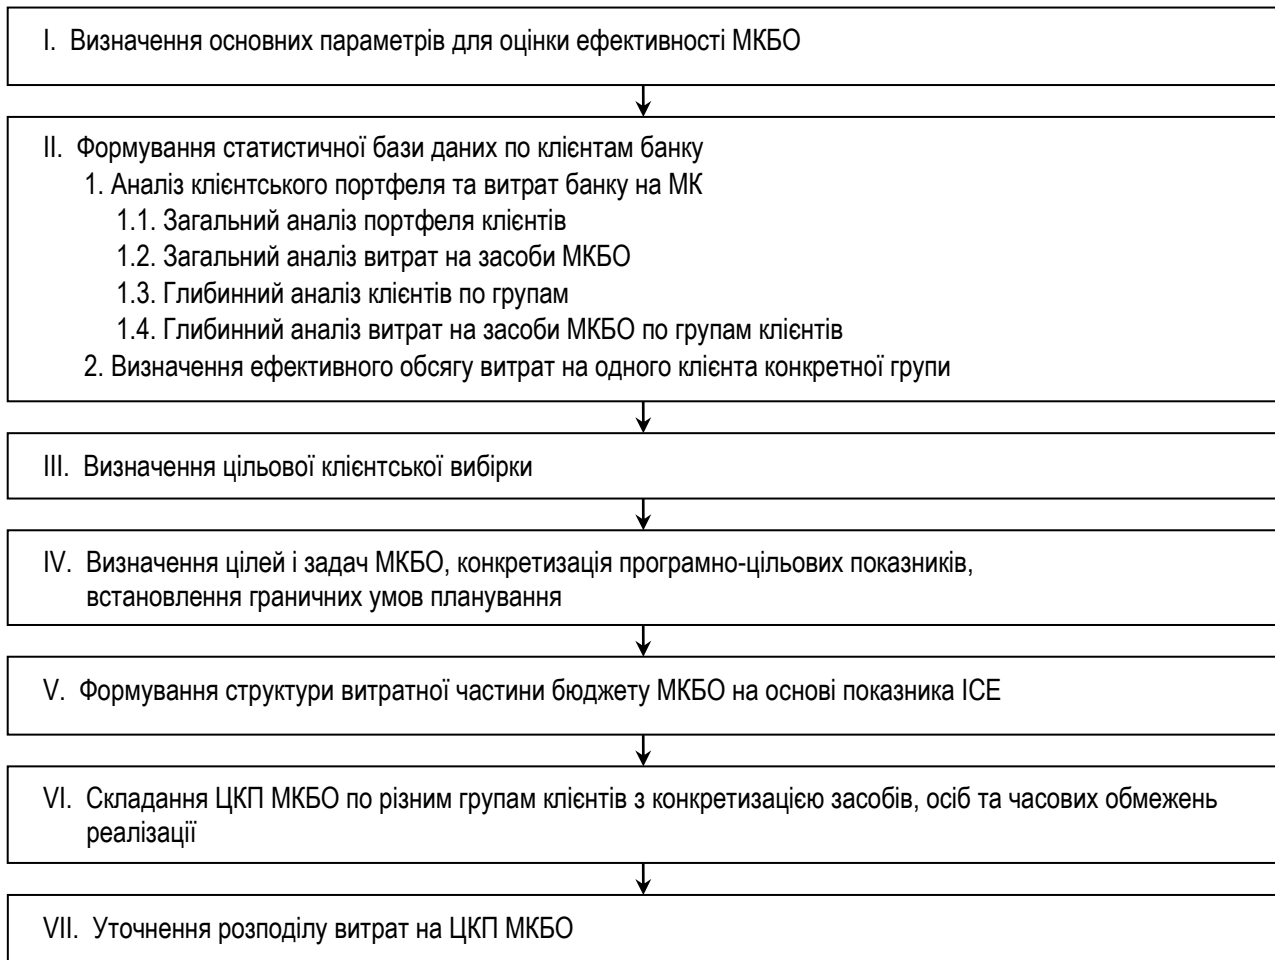 I. Визначення основних параметрів для оцінки ефективності МКБО
II. Формування статистичної бази даних по клієнтам банку
1. Аналіз клієнтського портфеля та витрат банку на МК
1.1. Загальний аналіз портфеля клієнтів
1.2. Загальний аналіз витрат на засоби МКБО
1.3. Глибинний аналіз клієнтів по групам
1.4. Глибинний аналіз витрат на засоби МКБО по групам клієнтів
2. Визначення ефективного обсягу витрат на одного клієнта конкретної групи
III. Визначення цільової клієнтської вибірки
IV. Визначення цілей і задач МКБО, конкретизація програмно-цільових показників,
встановлення граничних умов планування
V. Формування структури витратної частини бюджету МКБО на основі показника ІСЕ
VI. Складання ЦКП МКБО по різним групам клієнтів з конкретизацією засобів, осіб та часових обмежень
реалізації
VII. Уточнення розподілу витрат на ЦКП МКБО